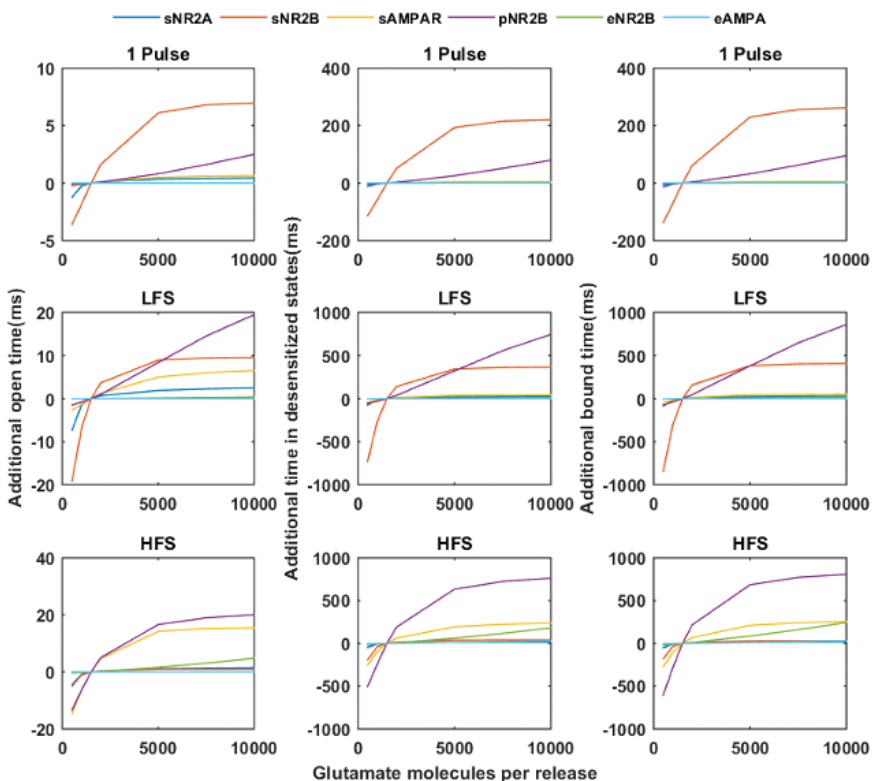 sNR2A sNR2B sAMPAR pNR2B eNR2B eAMPA
1 Pulse 1 Pulse 1 Pulse
10 400 400
5 200 200
0 0 0
-5 -200 -200
0 5000 10000 0 5000 10000 0 5000 10000
Additional open time(ms)
Additional time in desensitized states(ms)
Additional bound time(ms)
LFS LFS LFS
20 1000 1000
10 500 500
0 0 0
-10 -500 -500
-20 -1000 -1000
0 5000 10000 0 5000 10000 0 5000 10000
HFS HFS HFS
40 1000 1000
20 500 500
0 0 0
-500 -500
-20 -1000 -1000
0 5000 10000 0 5000 10000 0 5000 10000
Glutamate molecules per release